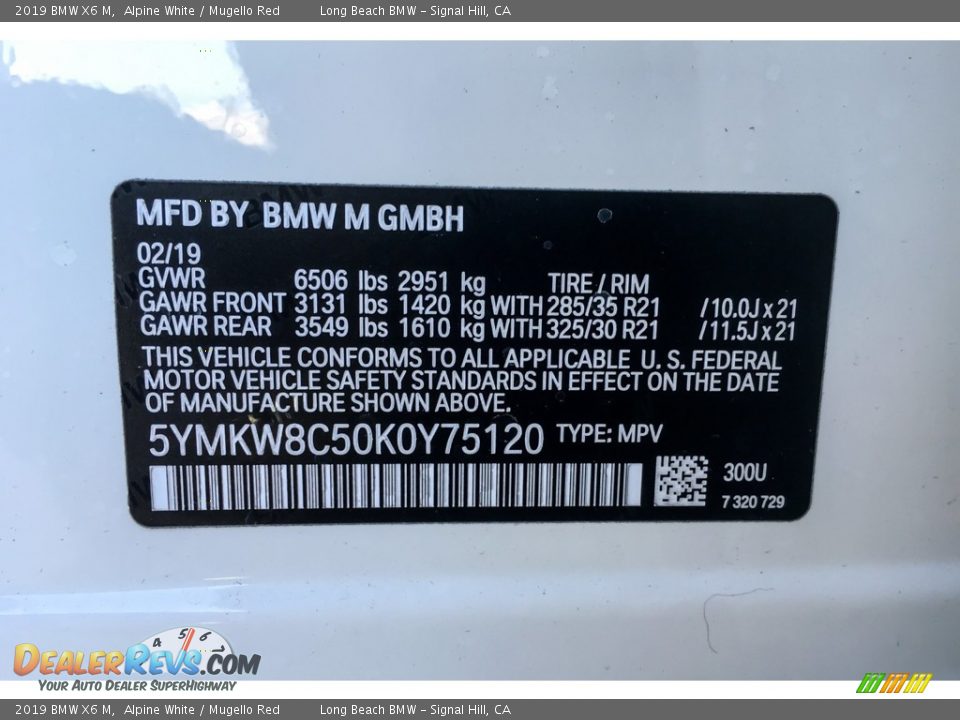 2019 BMW X6 M, Alpine White / Mugello Red Long Beach BMW - Signal Hill, CA
MFD BY BMW M GMBH
02/19
GVWR 6506 lbs 2951 kg TIRE / RIM
GAWR FRONT 3131 lbs 1420 kg WITH 285/35 R21 / 10.0J x 21
GAWR REAR 3549 lbs 1610 kg WITH 325/30 R21 / 11.5J x 21
THIS VEHICLE CONFORMS TO ALL APPLICABLE U. S. FEDERAL
MOTOR VEHICLE SAFETY STANDARDS IN EFFECT ON THE DATE
OF MANUFACTURE SHOWN ABOVE.
5YMKW8C50K0Y75120 TYPE: MPV
300U
7 320 729
4 5 6
DEALERREVS.COM
YOUR AUTO DEALER SUPERHIGHWAY
2019 BMW X6 M, Alpine White / Mugello Red Long Beach BMW - Signal Hill, CA